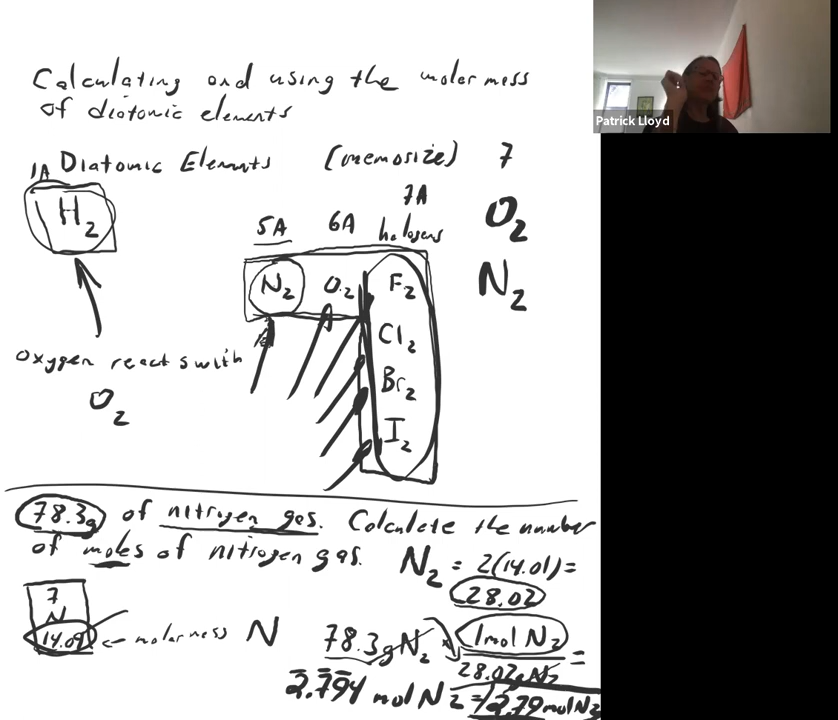 Patrick Lloyd
Calculating and using the molar mass
of diatomic elements
1A Diatomic Elements (memorize) 7
H2
5A 6A 7A
halogens
O2
N2
N2 O2 F2
Cl2
Br2
I2
Oxygen reacts with
O2
78.3g of nitrogen gas. Calculate the number
of moles of nitrogen gas. N2 = 2(14.01) =
28.02
7
N
14.01 ← molar mass N
78.3g N2 x 1mol N2 =
28.02g N2
2.794 mol N2 = 2.79 mol N2